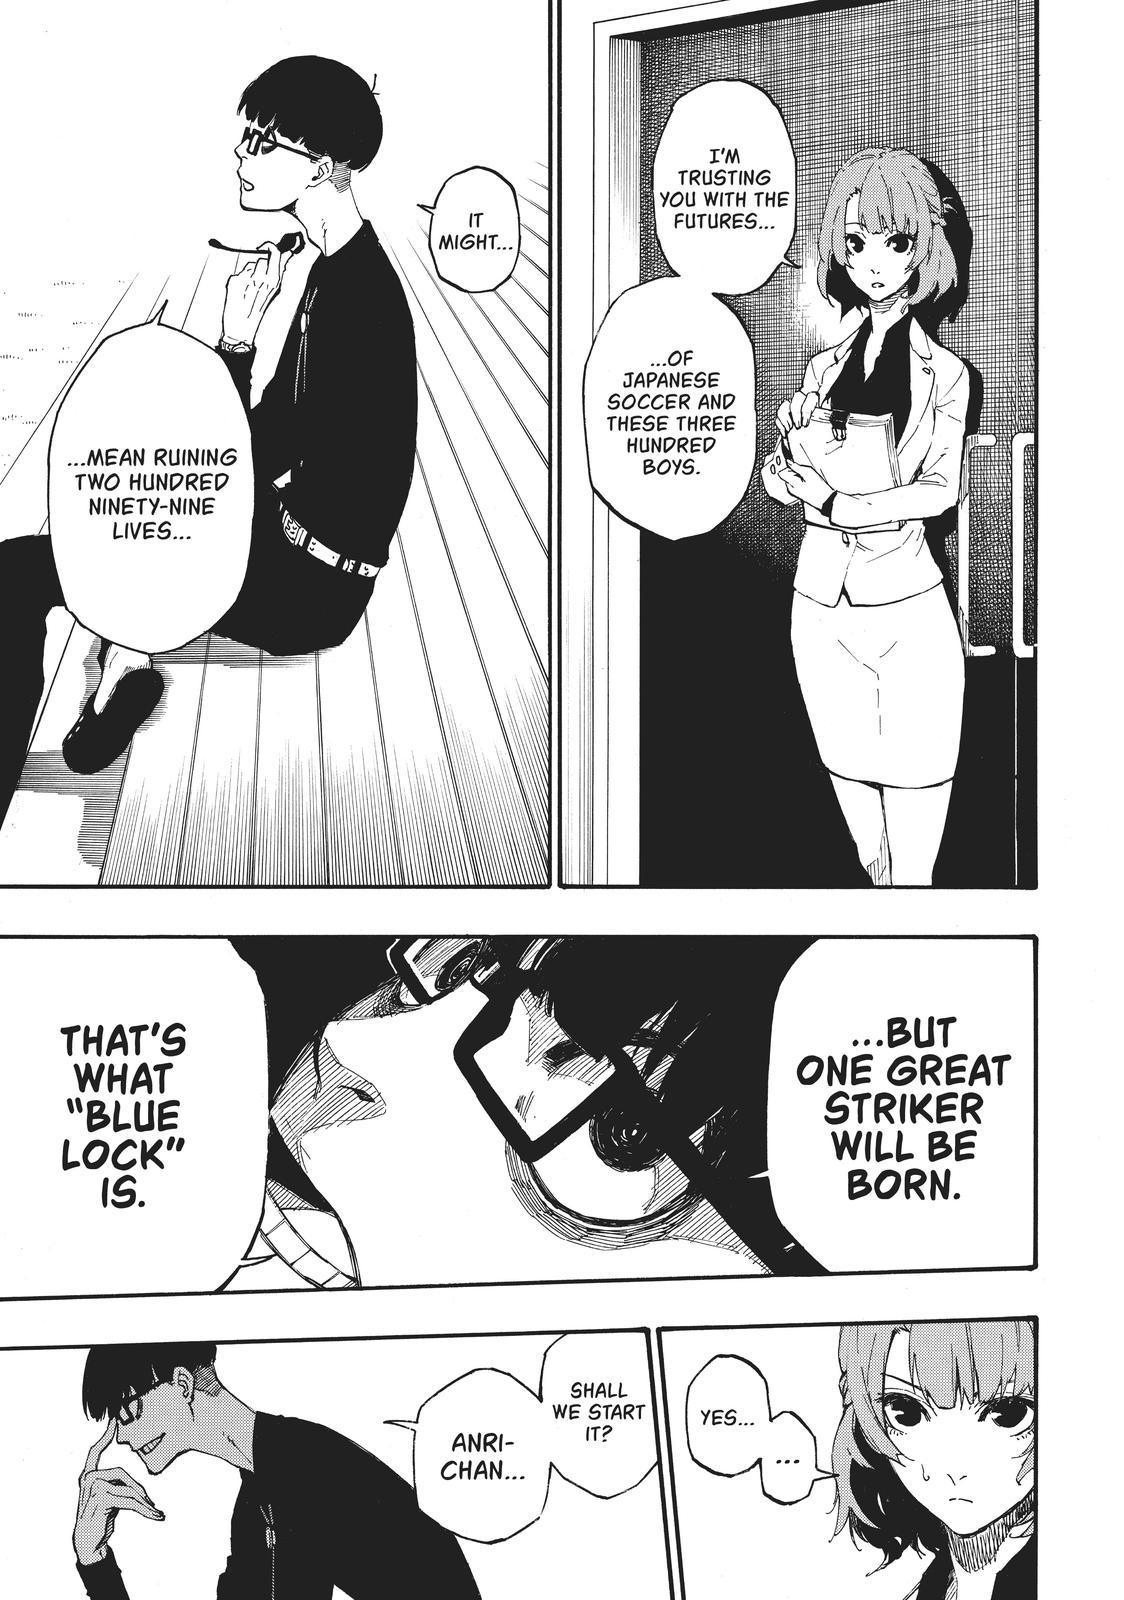 I'M
TRUSTING
YOU WITH THE
FUTURES...
...OF
JAPANESE
SOCCER AND
THESE THREE
HUNDRED
BOYS.
IT
MIGHT...
...MEAN RUINING
TWO HUNDRED
NINETY-NINE
LIVES...
...BUT
ONE GREAT
STRIKER
WILL BE
BORN.
THAT'S
WHAT
"BLUE
LOCK"
IS.
YES...
...
SHALL
WE START
IT?
ANRI-
CHAN...